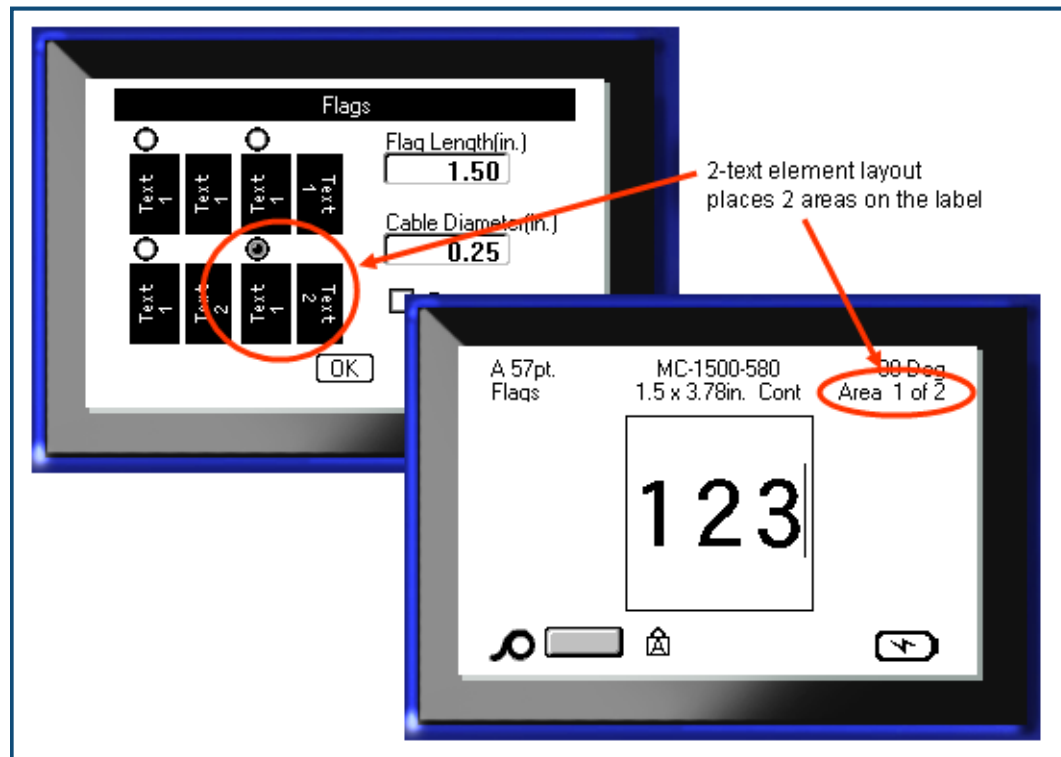 Flags
Flag Length(in.)
1.50
Text 1
Text 1
Text 1
Text 1
Cable Diameter(in.)
0.25
Text 1
Text 2
Text 1
Text 2
OK
2-text element layout
places 2 areas on the label
A 57pt.
MC-1500-580
Deg
Flags
1.5 x 3.78in. Cont
Area 1 of 2
123
A